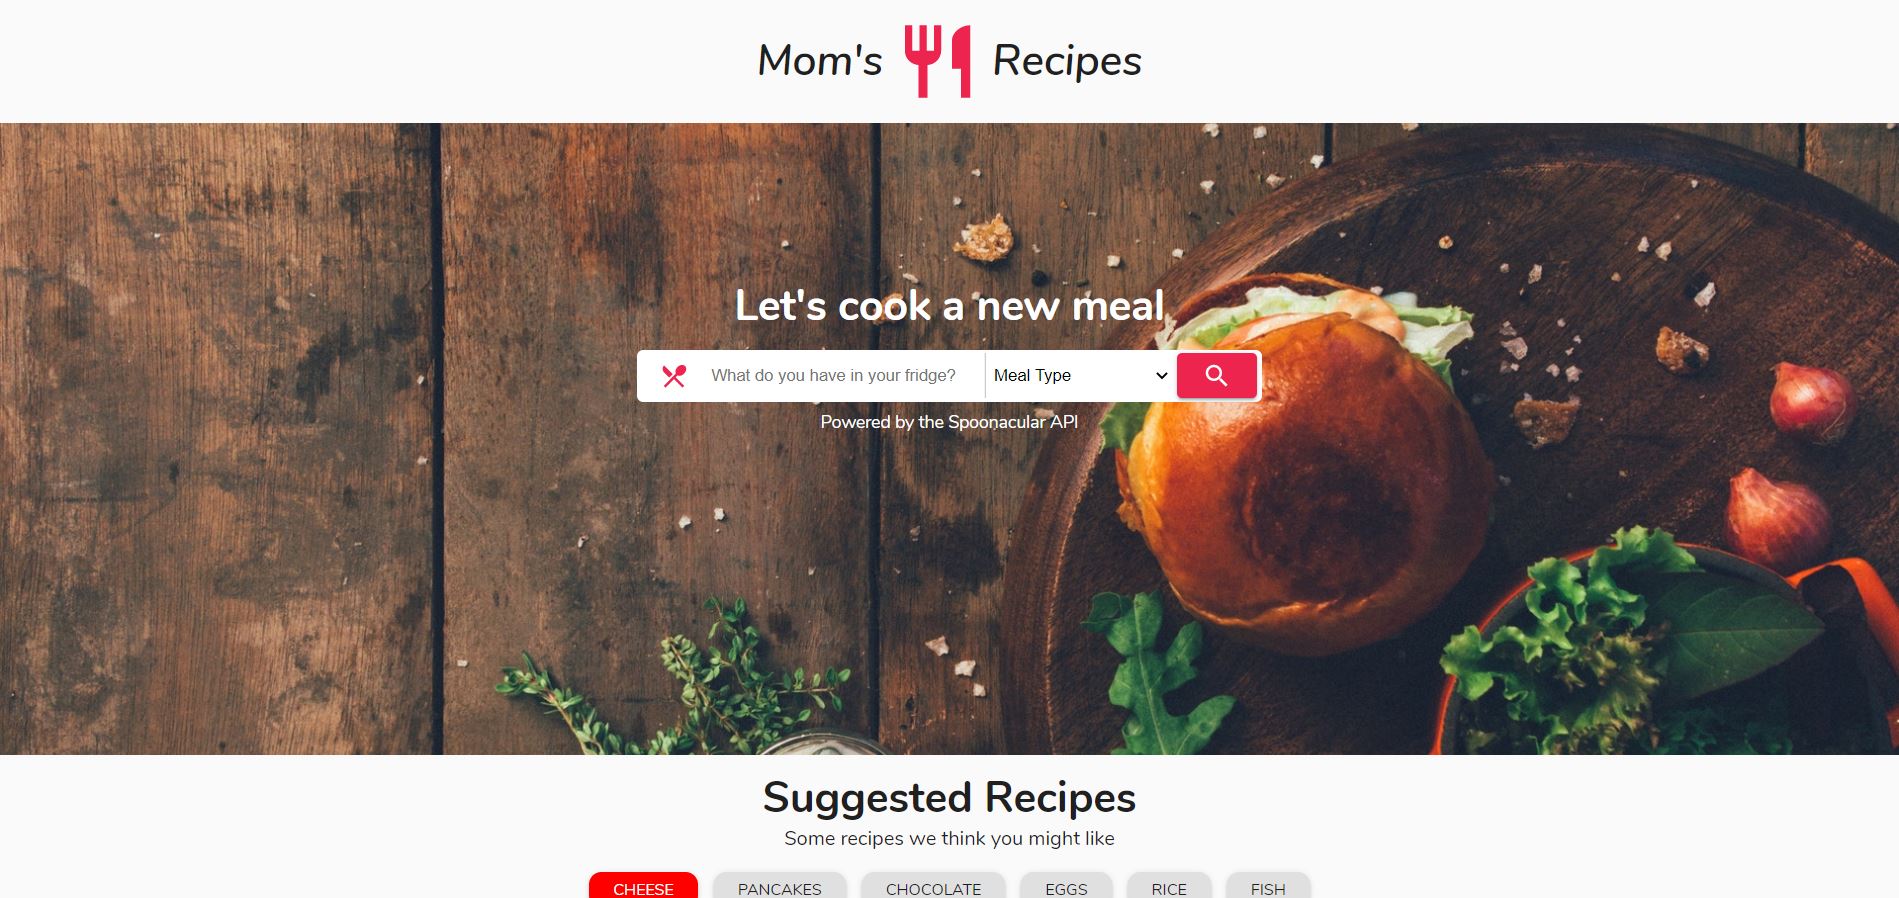 Mom's Recipes
Let's cook a new meal
What do you have in your fridge? Meal Type
Powered by the Spoonacular API
Suggested Recipes
Some recipes we think you might like
CHEESE PANCAKES CHOCOLATE EGGS RICE FISH